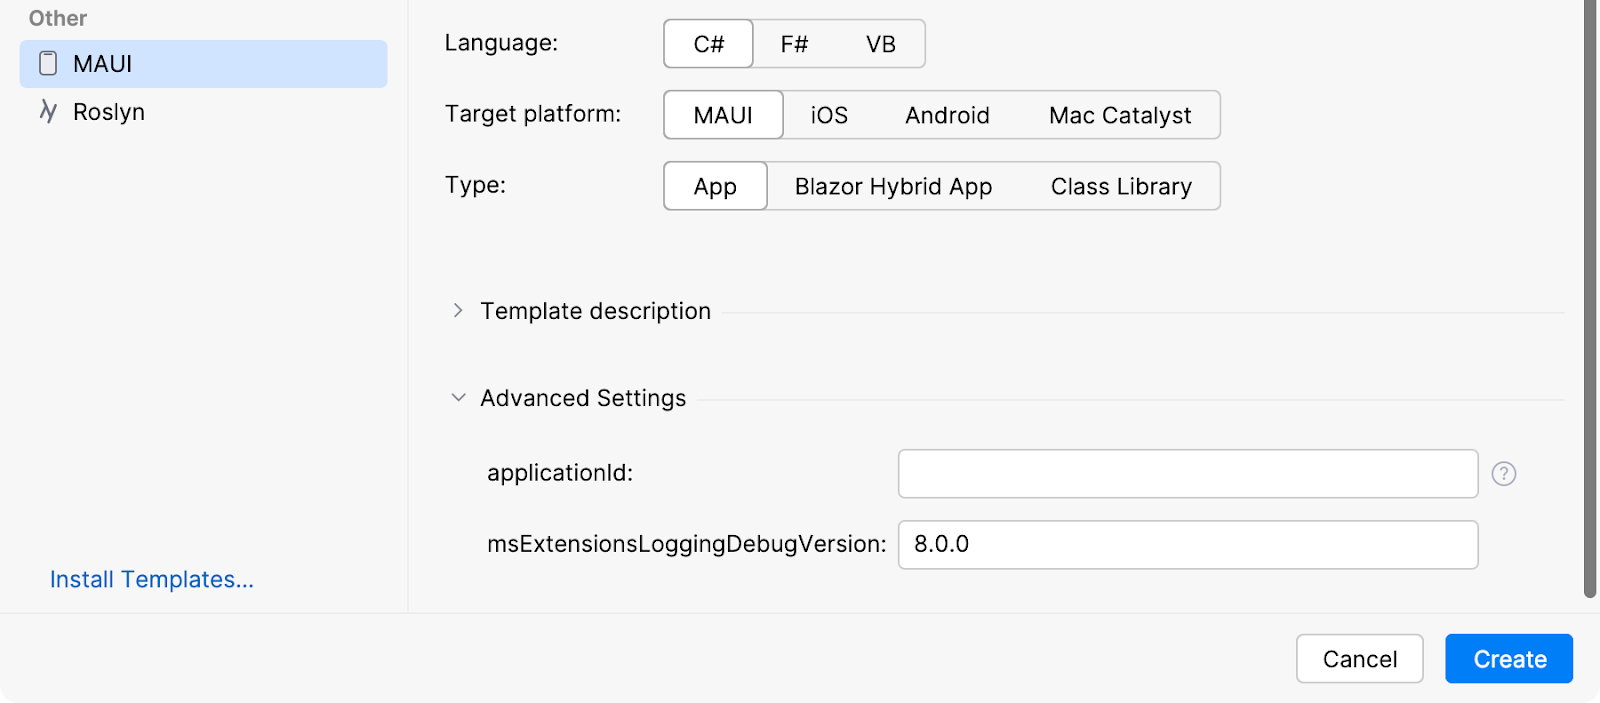 Other
MAUI
Roslyn
Install Templates...
Language: C# F# VB
Target platform: MAUI iOS Android Mac Catalyst
Type: App Blazor Hybrid App Class Library
Template description
Advanced Settings
applicationId: ?
msExtensionsLoggingDebugVersion: 8.0.0
Cancel Create